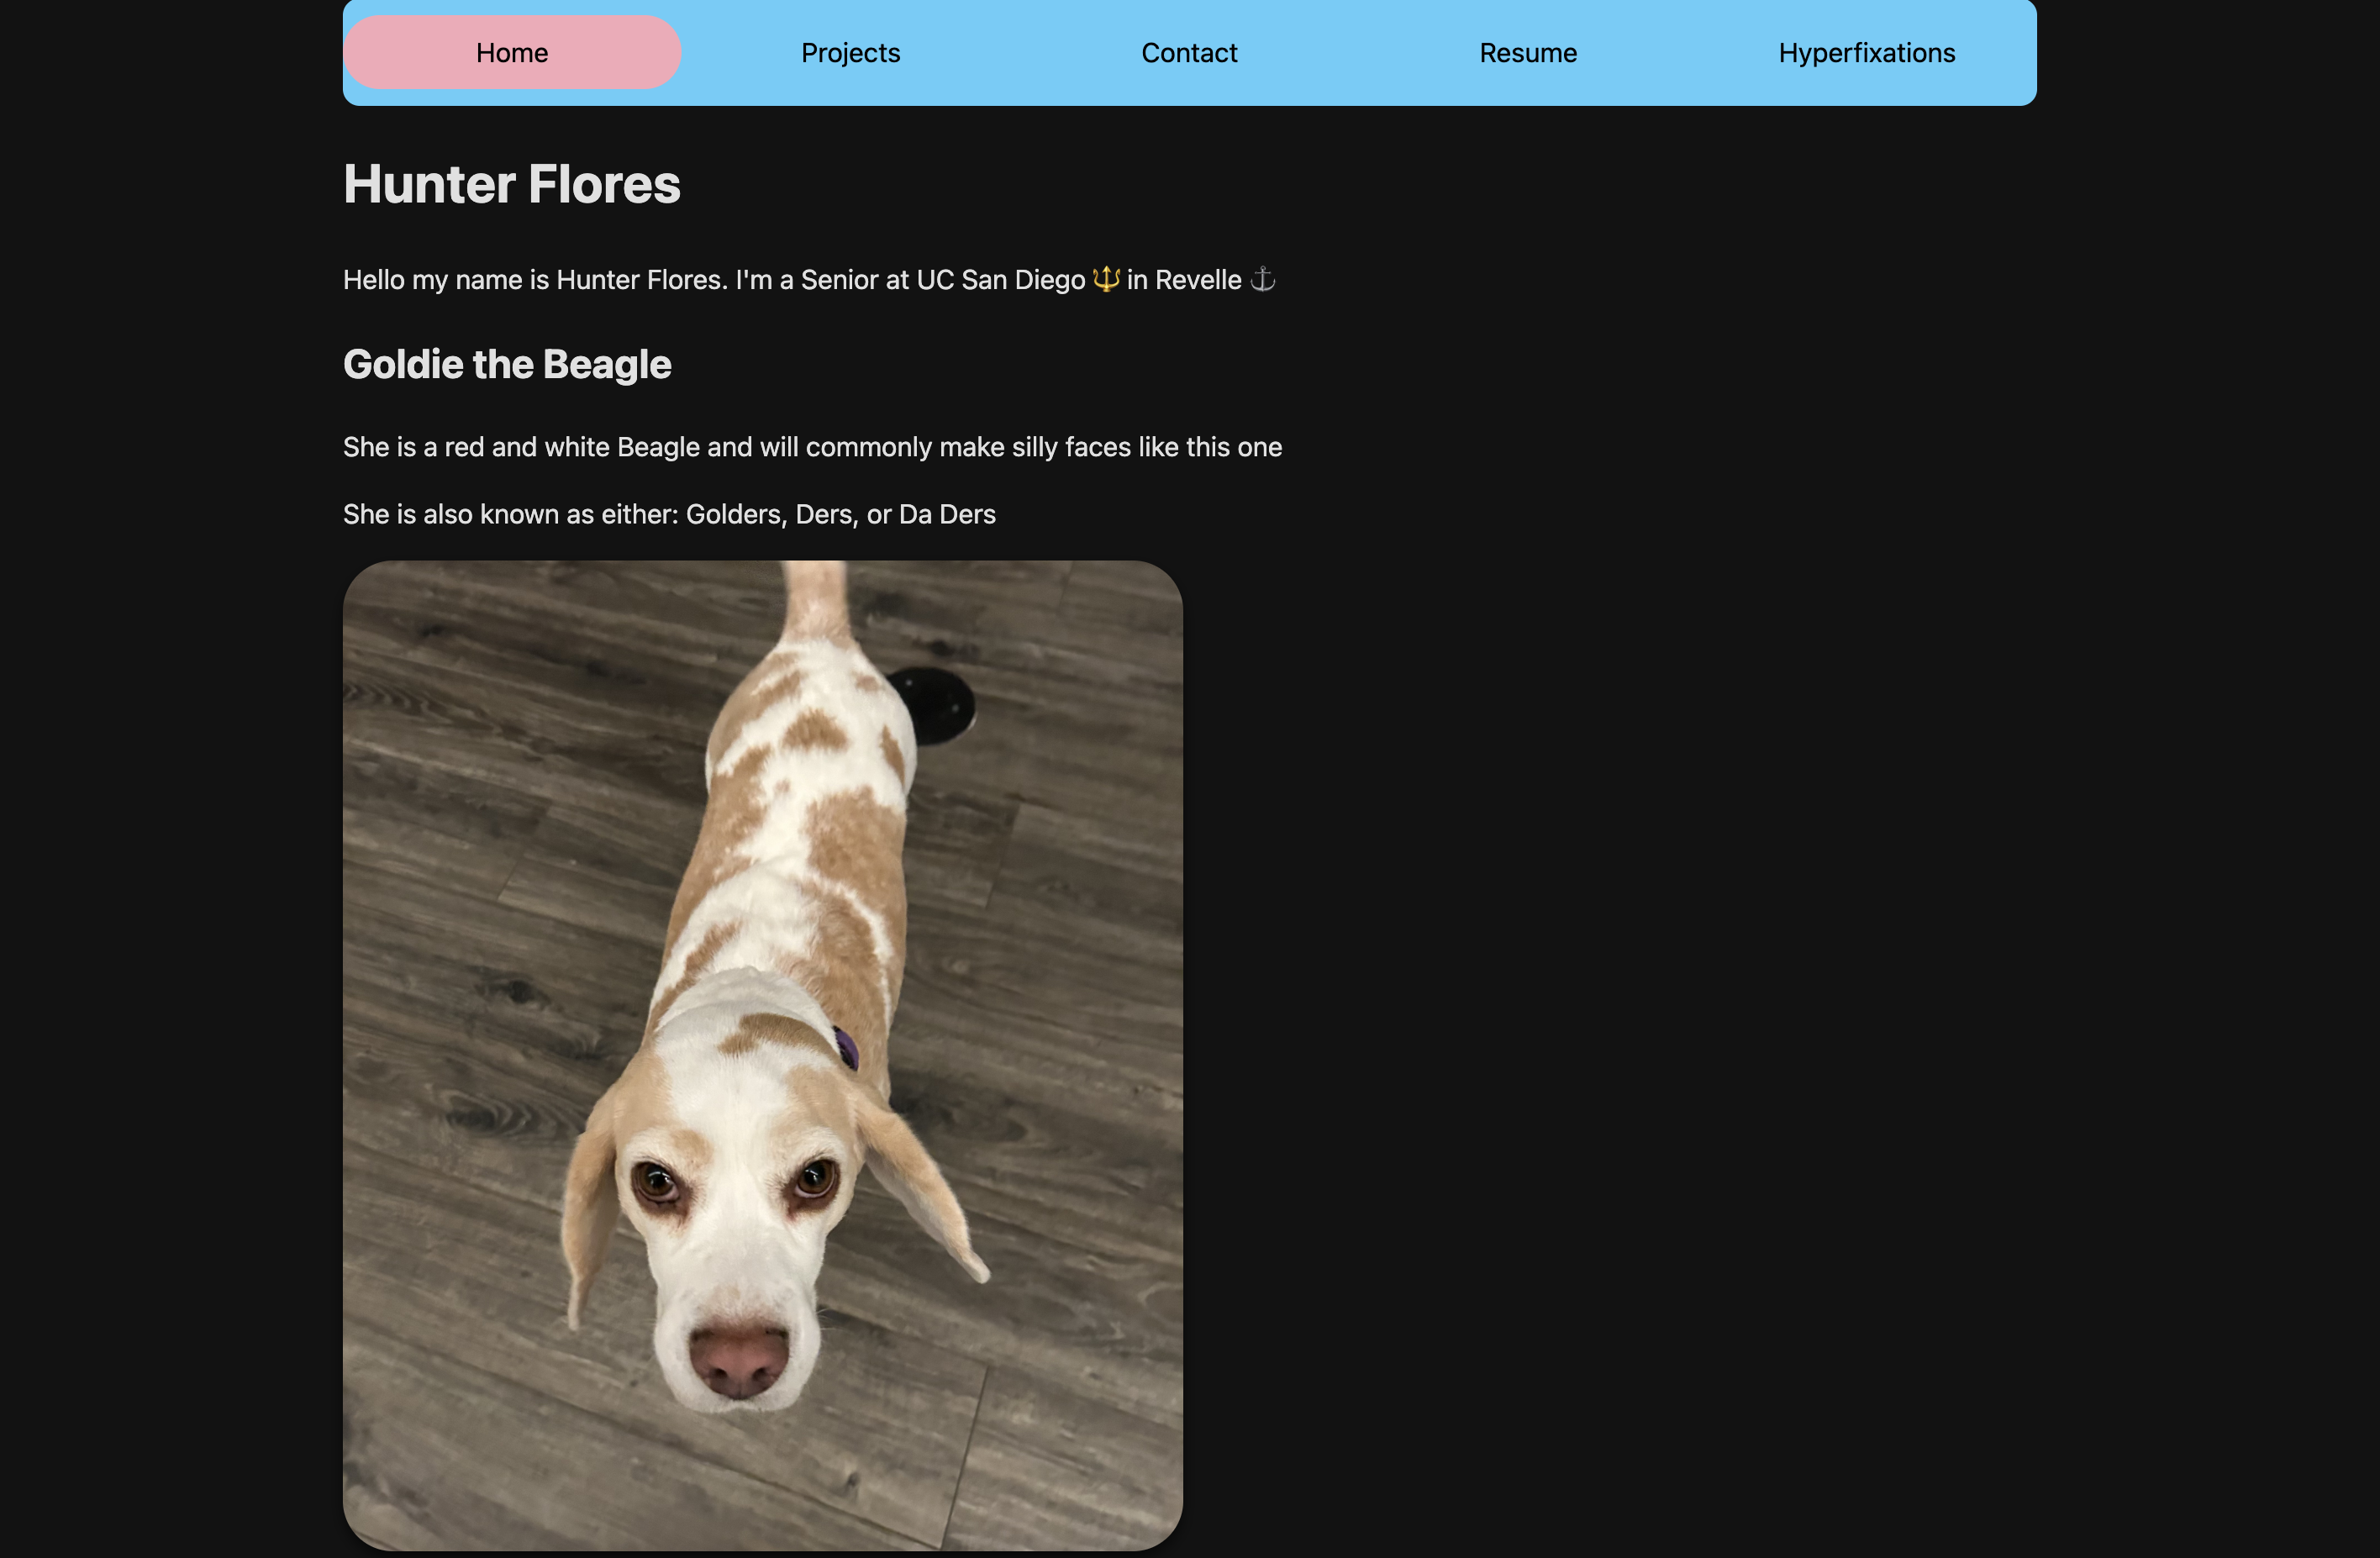 Home Projects Contact Resume Hyperfixations
Hunter Flores
Hello my name is Hunter Flores. I'm a Senior at UC San Diego 🔱 in Revelle ⚓
Goldie the Beagle
She is a red and white Beagle and will commonly make silly faces like this one
She is also known as either: Golders, Ders, or Da Ders